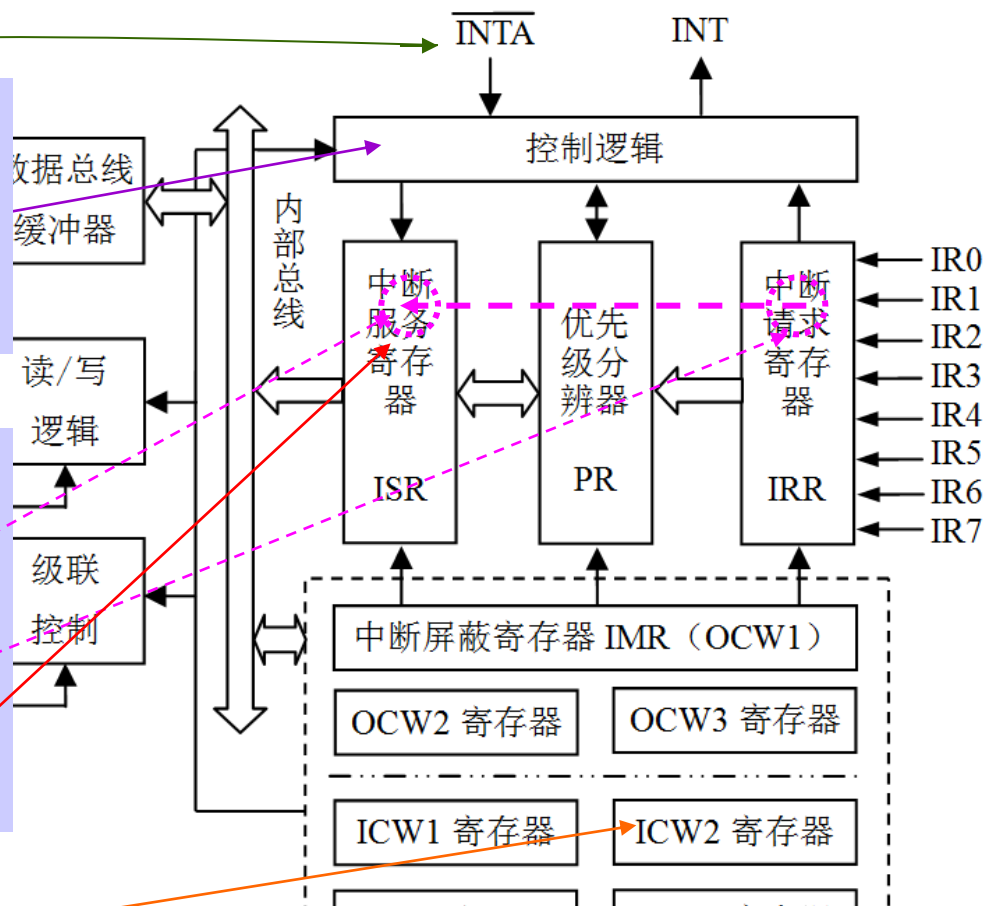 INTA
INT
控制逻辑
据总线
缓冲器
内
部
总
线
中断
服务
寄存
器
ISR
优先
级分
辨器
PR
中断
请求
寄存
器
IRR
IR0
IR1
IR2
IR3
IR4
IR5
IR6
IR7
读/写
逻辑
级联
控制
中断屏蔽寄存器 IMR（OCW1）
OCW2 寄存器
OCW3 寄存器
ICW1 寄存器
ICW2 寄存器